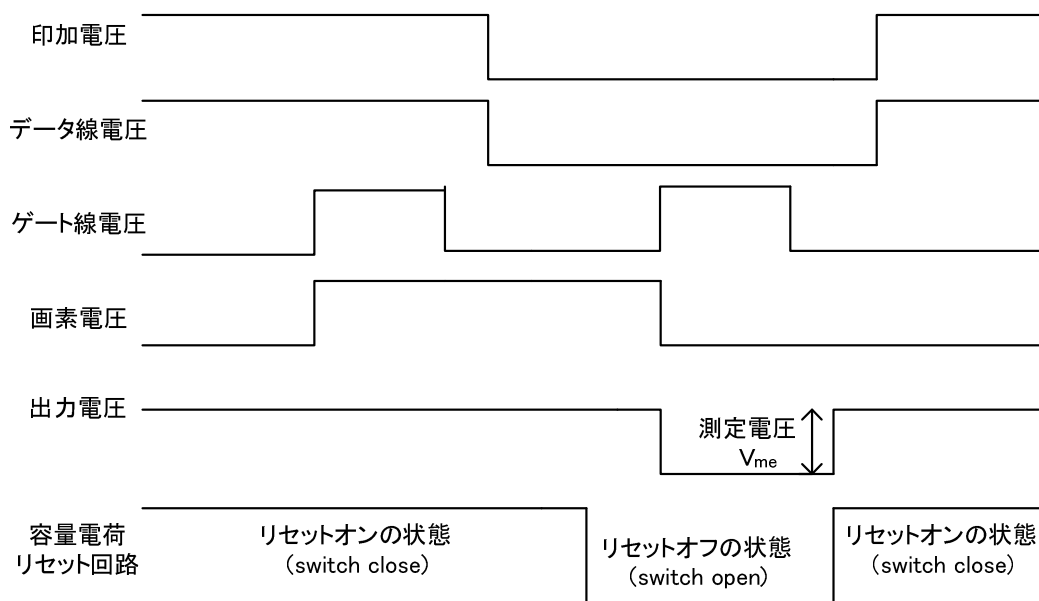 印加電圧
データ線電圧
ゲート線電圧
画素電圧
出力電圧
測定電圧
Vme
容量電荷
リセット回路
リセットオンの状態
(switch close)
リセットオフの状態
(switch open)
リセットオンの状態
(switch close)